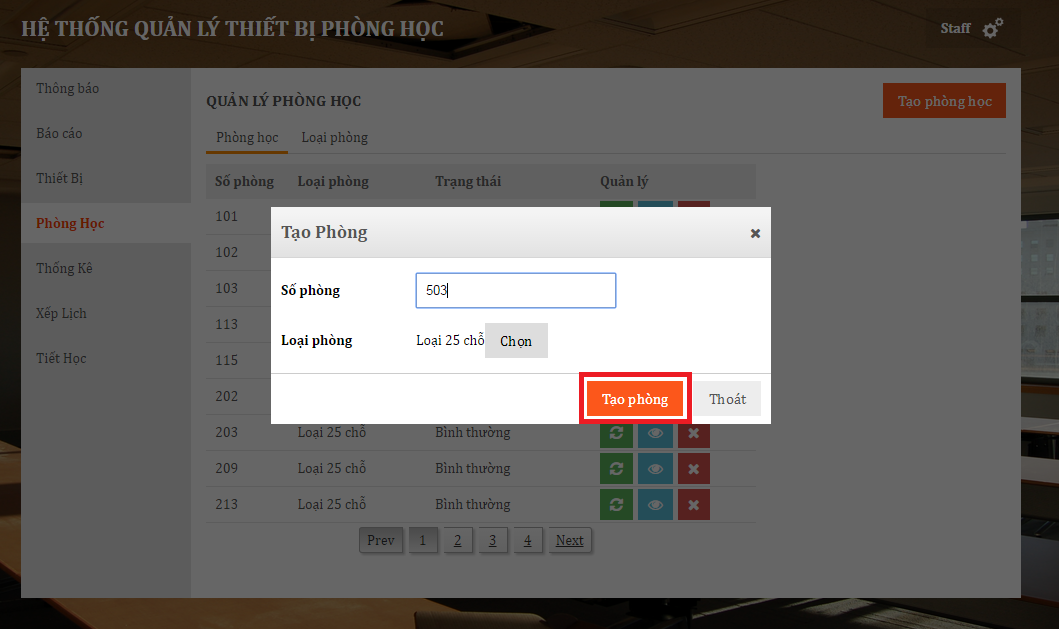 HỆ THỐNG QUẢN LÝ THIẾT BỊ PHÒNG HỌC
Staff
Thông báo
Báo cáo
Thiết Bị
Phòng Học
Thống Kê
Xếp Lịch
Tiết Học
QUẢN LÝ PHÒNG HỌC
Tạo phòng học
Phòng học Loại phòng
Số phòng Loại phòng Trạng thái Quản lý
101
102
103
113
115
202
203 Loại 25 chỗ Bình thường
209 Loại 25 chỗ Bình thường
213 Loại 25 chỗ Bình thường
Prev 1 2 3 4 Next
Tạo Phòng
Số phòng 503
Loại phòng Loại 25 chỗ Chọn
Tạo phòng Thoát